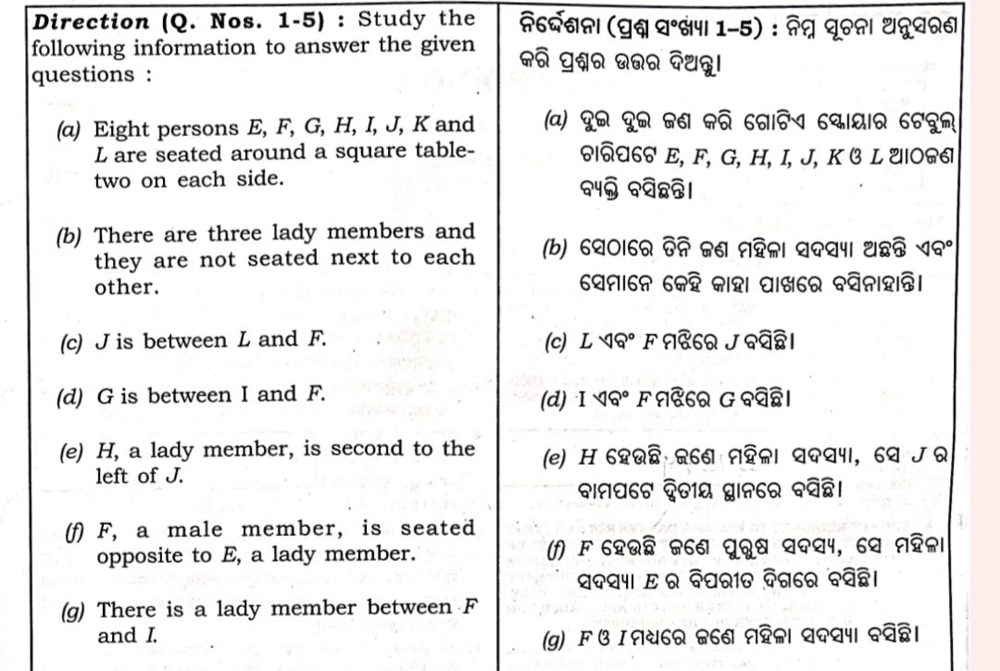 Direction (Q. Nos. 1-5) : Study the
following information to answer the given
questions :
(a) Eight persons E, F, G, H, I, J, K and
L are seated around a square table-
two on each side.
(b) There are three lady members and
they are not seated next to each
other.
(c) J is between L and F.
(d) G is between I and F.
(e) H, a lady member, is second to the
left of J.
(f) F, a male member, is seated
opposite to E, a lady member.
(g) There is a lady member between F
and I.
ନିର୍ଦ୍ଦେଶନା (ପ୍ରଶ୍ନ ସଂଖ୍ୟା 1–5) : ନିମ୍ନ ସୂଚନା ଅନୁସରଣ
କରି ପ୍ରଶ୍ନର ଉତ୍ତର ଦିଅନ୍ତୁ।
(a) ଦୁଇ ଦୁଇ ଜଣ କରି ଗୋଟିଏ ସ୍କୋୟାର ଟେବୁଲ୍
ଚାରିପଟେ E, F, G, H, I, J, K ଓ L ଆଠଜଣ
ବ୍ୟକ୍ତି ବସିଛନ୍ତି।
(b) ସେଠାରେ ତିନି ଜଣ ମହିଳା ସଦସ୍ୟା ଅଛନ୍ତି ଏବଂ
ସେମାନେ କେହି କାହା ପାଖରେ ବସିନାହାନ୍ତି।
(c) L ଏବଂ F ମଝିରେ J ବସିଛି।
(d) I ଏବଂ F ମଝିରେ G ବସିଛି।
(e) H ହେଉଛି ଜଣେ ମହିଳା ସଦସ୍ୟା, ସେ J ର
ବାମପଟେ ଦ୍ୱିତୀୟ ସ୍ଥାନରେ ବସିଛି।
(f) F ହେଉଛି ଜଣେ ପୁରୁଷ ସଦସ୍ୟ, ସେ ମହିଳା
ସଦସ୍ୟା E ର ବିପରୀତ ଦିଗରେ ବସିଛି।
(g) F ଓ I ମଧ୍ୟରେ ଜଣେ ମହିଳା ସଦସ୍ୟା ବସିଛି।